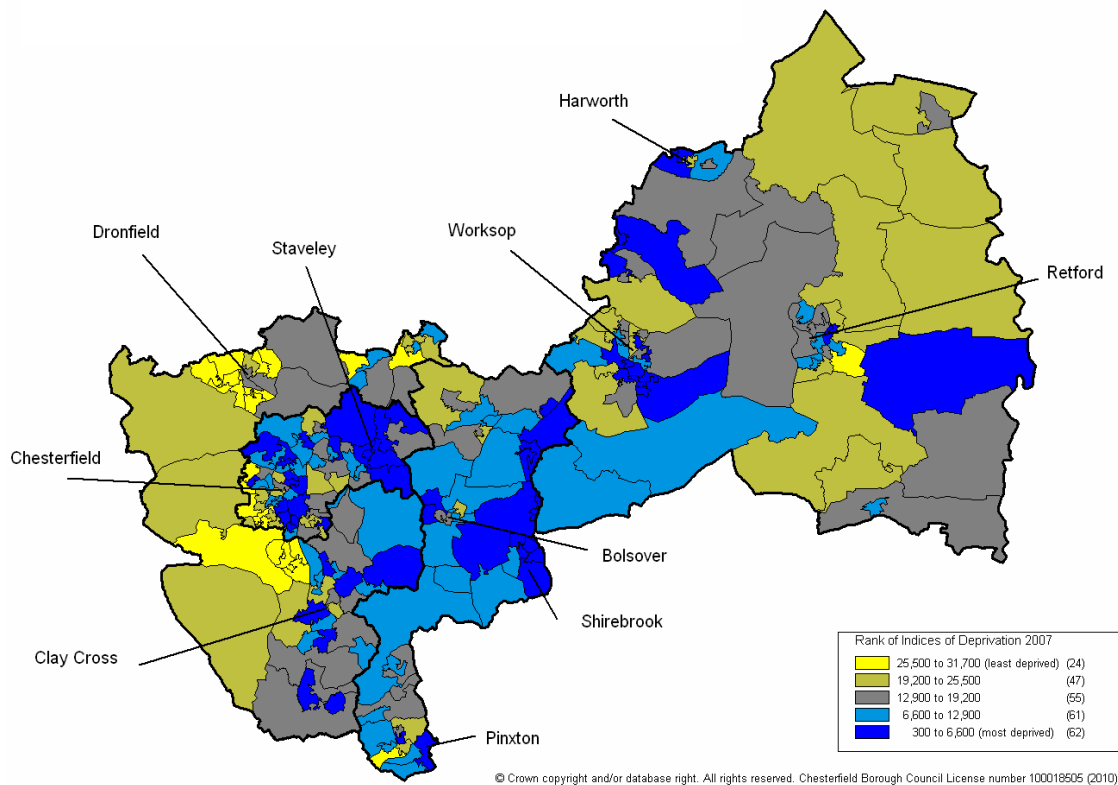 Harworth
Dronfield
Staveley
Worksop
Retford
Chesterfield
Bolsover
Shirebrook
Clay Cross
Pinxton
Rank of Indices of Deprivation 2007
25,500 to 31,700 (least deprived) (24)
19,200 to 25,500 (47)
12,900 to 19,200 (55)
6,600 to 12,900 (61)
300 to 6,600 (most deprived) (62)
© Crown copyright and/or database right. All rights reserved. Chesterfield Borough Council License number 100018505 (2010)